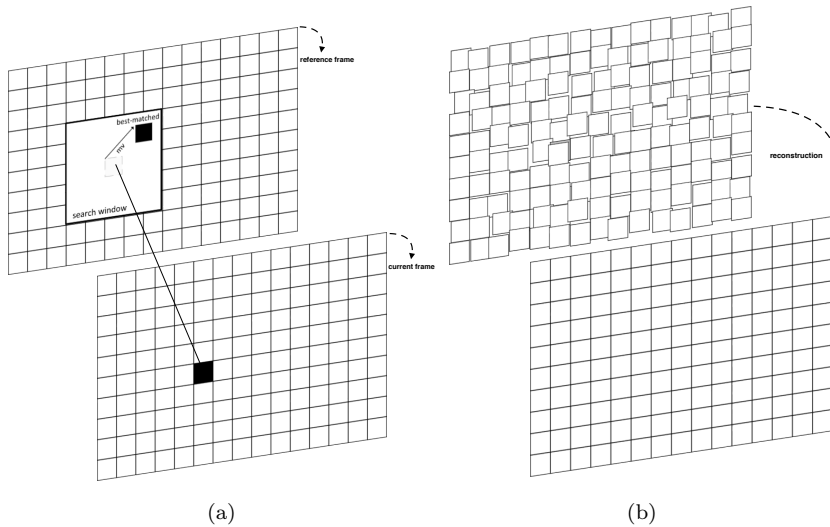 reference frame
best-matched
mv
search window
current frame
reconstruction
(a)
(b)